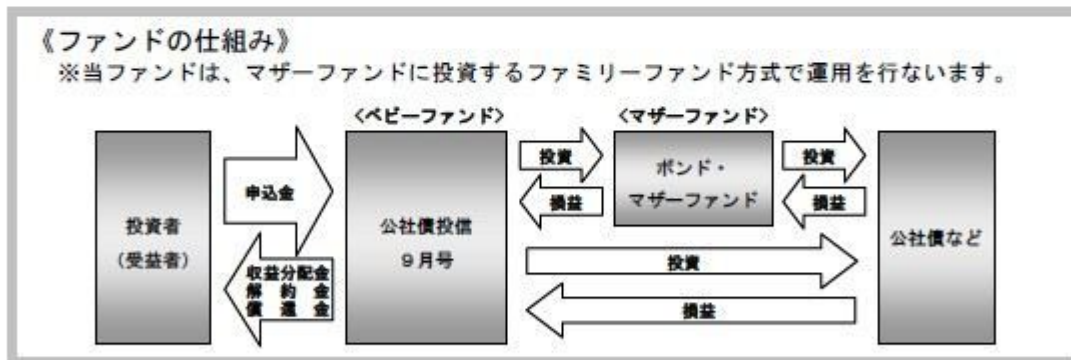 《ファンドの仕組み》
※当ファンドは、マザーファンドに投資するファミリーファンド方式で運用を行ないます。
〈ベビーファンド〉
〈マザーファンド〉
投資者
(受益者)
申込金
収益分配金
解約金
償還金
公社債投信
9月号
投資
損益
ボンド・
マザーファンド
投資
損益
投資
損益
公社債など